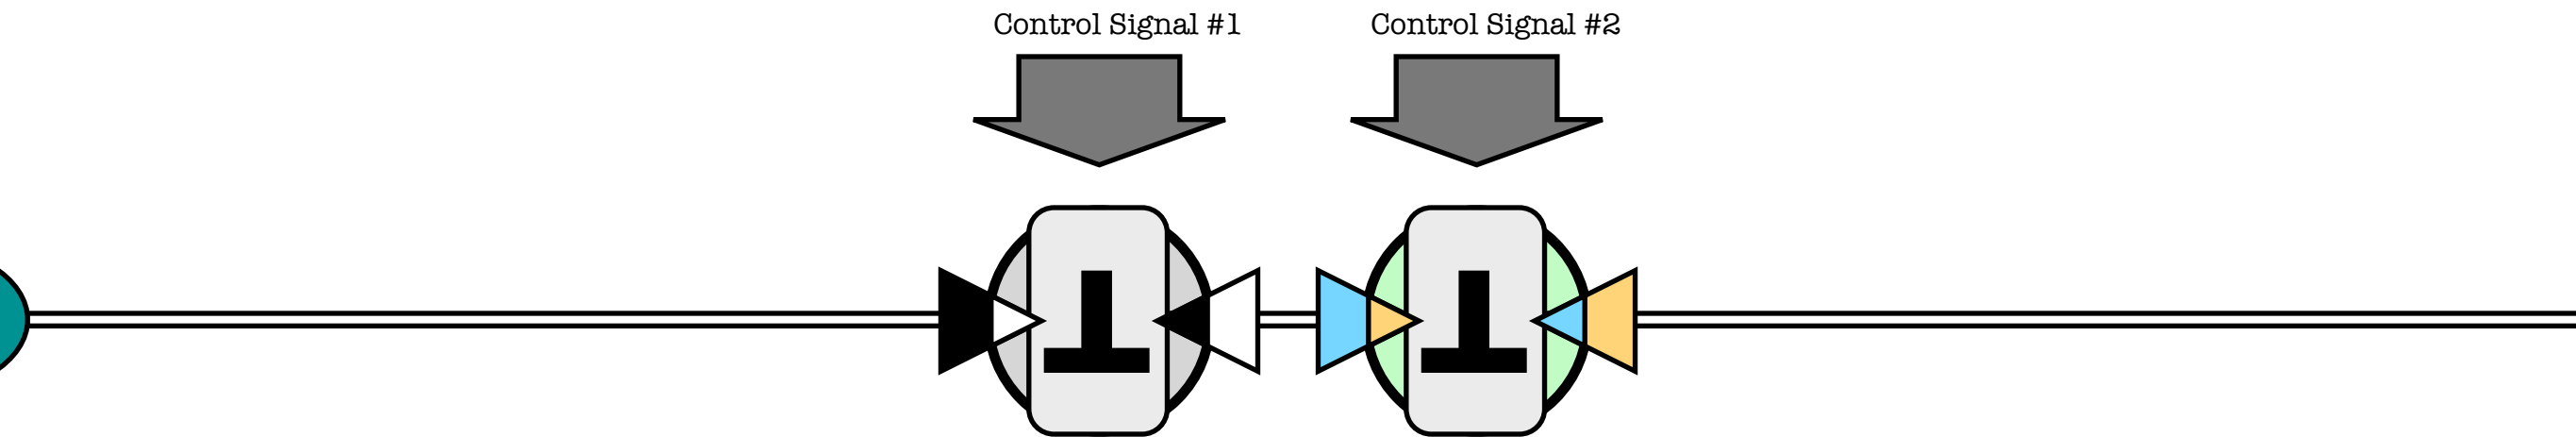 Control Signal #1
Control Signal #2
⊥
⊥